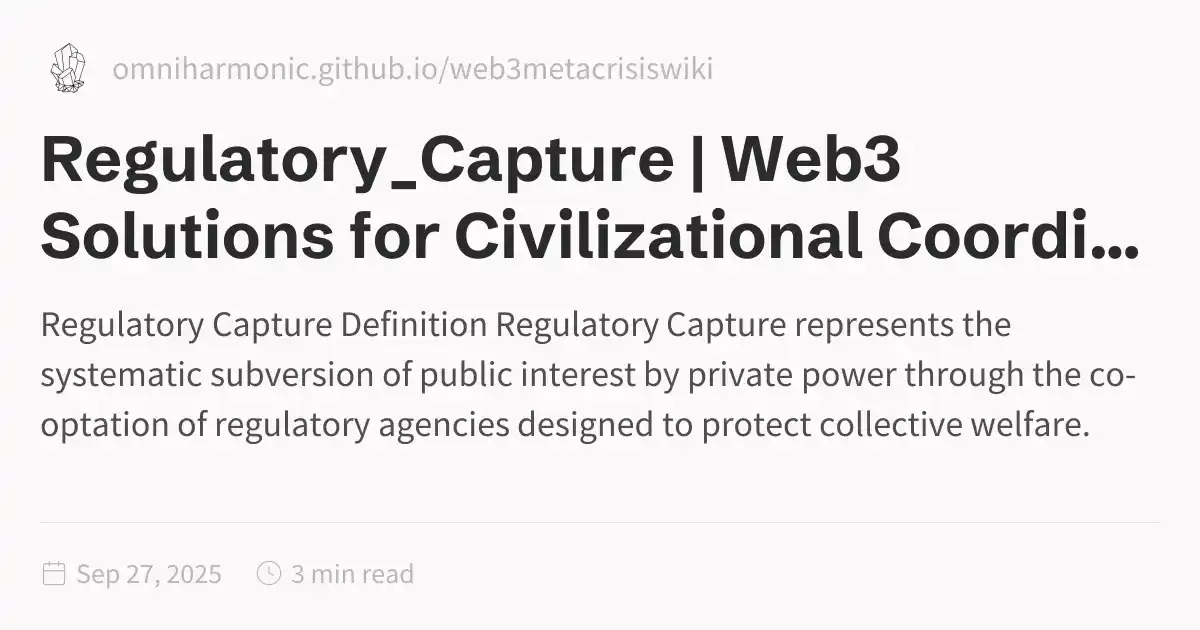 omniharmonic.github.io/web3metacrisiswiki
Regulatory_Capture | Web3
Solutions for Civilizational Coordi...
Regulatory Capture Definition Regulatory Capture represents the
systematic subversion of public interest by private power through the co-
optation of regulatory agencies designed to protect collective welfare.
Sep 27, 2025 3 min read